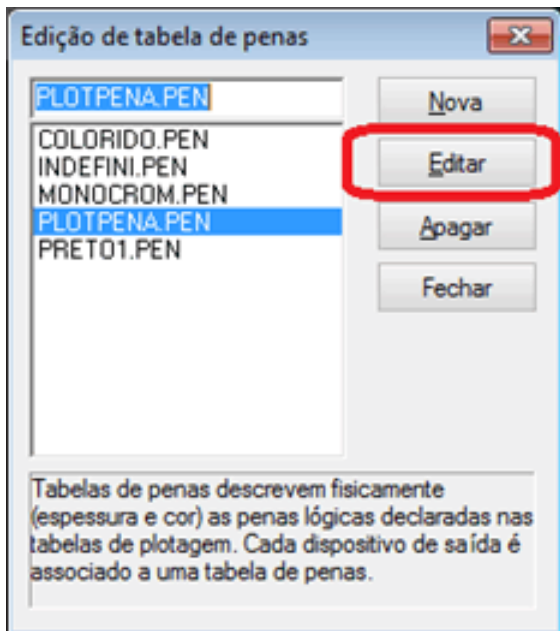 Edição de tabela de penas
PLOTPENA.PEN
Nova
COLORIDO.PEN
INDEFINI.PEN
MONOCROM.PEN
PLOTPENA.PEN
PRETO1.PEN
Editar
Apagar
Fechar
Tabelas de penas descrevem fisicamente
(espessura e cor) as penas lógicas declaradas nas
tabelas de plotagem. Cada dispositivo de saída é
associado a uma tabela de penas.